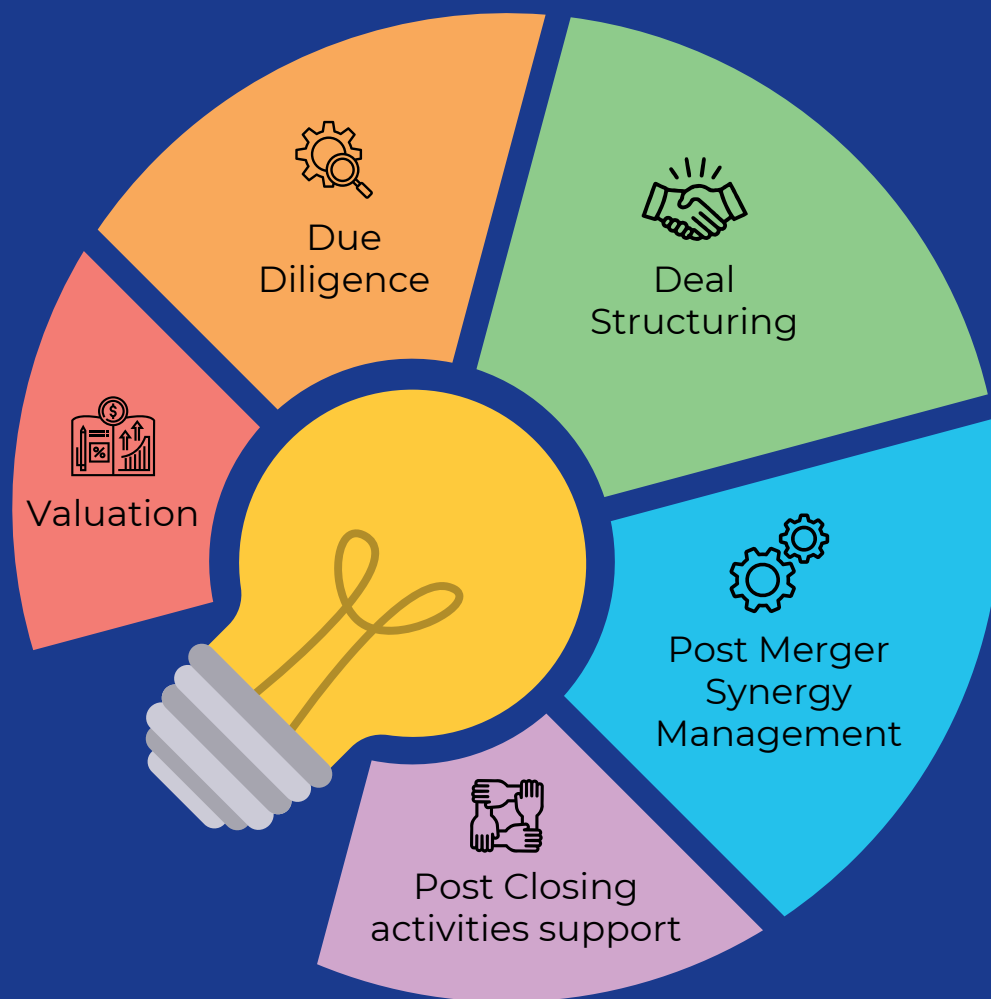 Due
Diligence
Deal
Structuring
$
%
Valuation
Post Merger
Synergy
Management
Post Closing
activities support